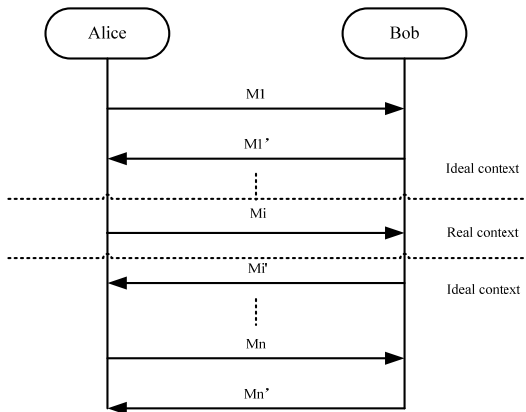 Alice
Bob
M1
M1’
Ideal context
Mi
Real context
Mi'
Ideal context
Mn
Mn’